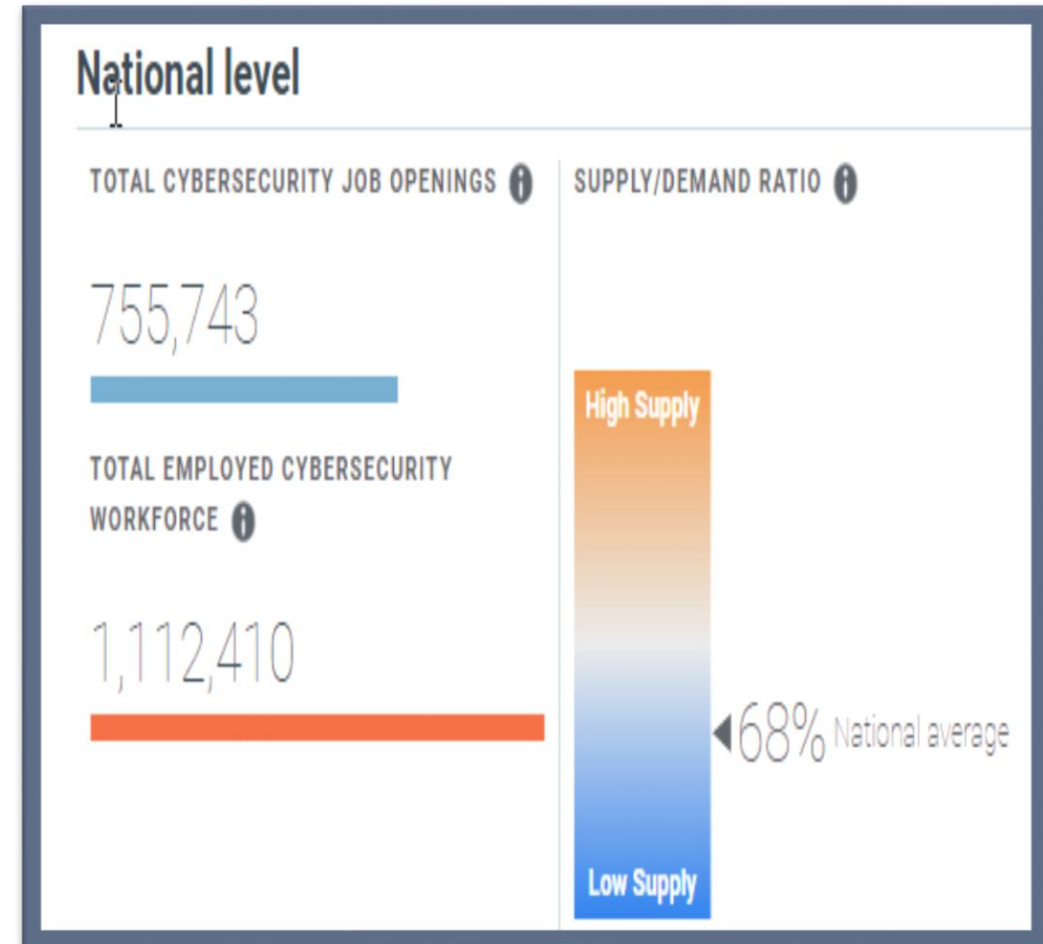 National level
TOTAL CYBERSECURITY JOB OPENINGS
755,743
TOTAL EMPLOYED CYBERSECURITY
WORKFORCE
1,112,410
SUPPLY/DEMAND RATIO
High Supply
68% National average
Low Supply